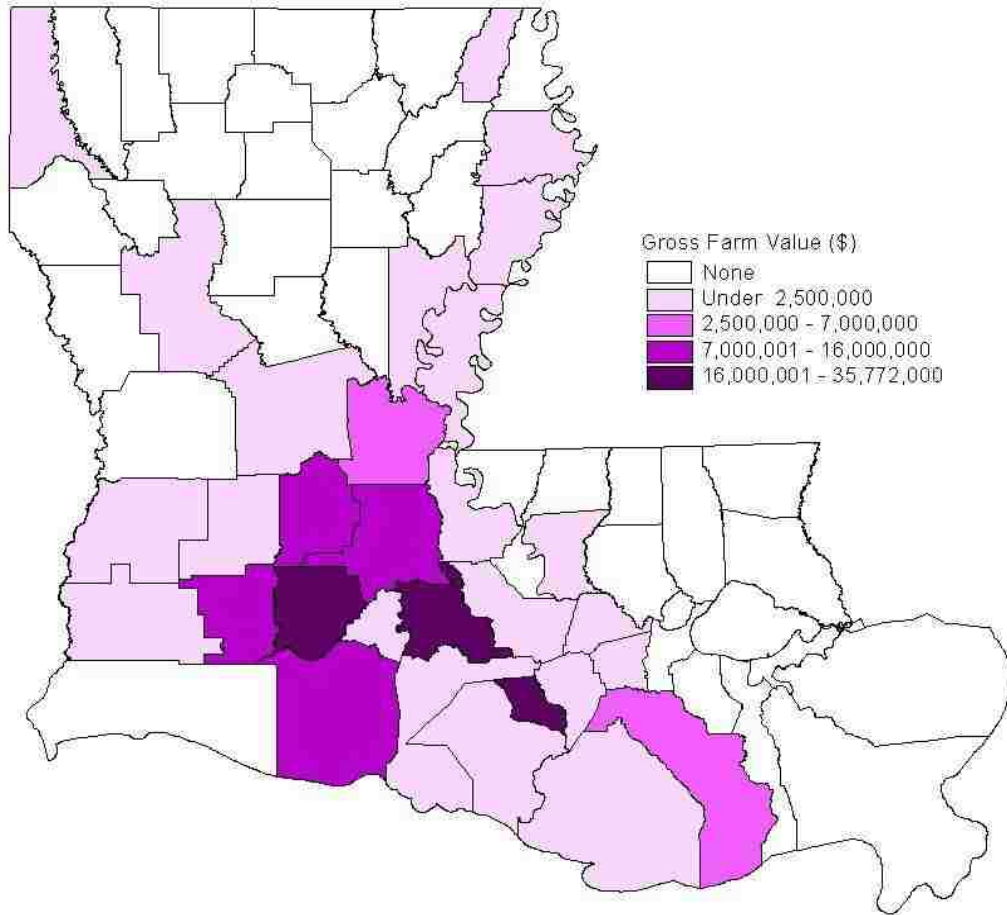 Gross Farm Value ($)
None
Under 2,500,000
2,500,000 - 7,000,000
7,000,001 - 16,000,000
16,000,001 - 35,772,000